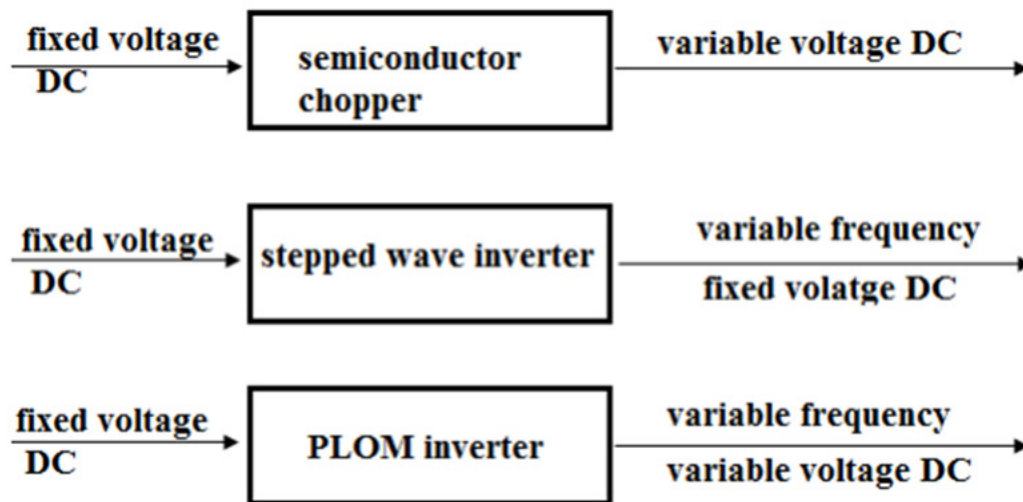 fixed voltage
DC
semiconductor
chopper
variable voltage DC
fixed voltage
DC
stepped wave inverter
variable frequency
fixed volatge DC
fixed voltage
DC
PLOM inverter
variable frequency
variable voltage DC